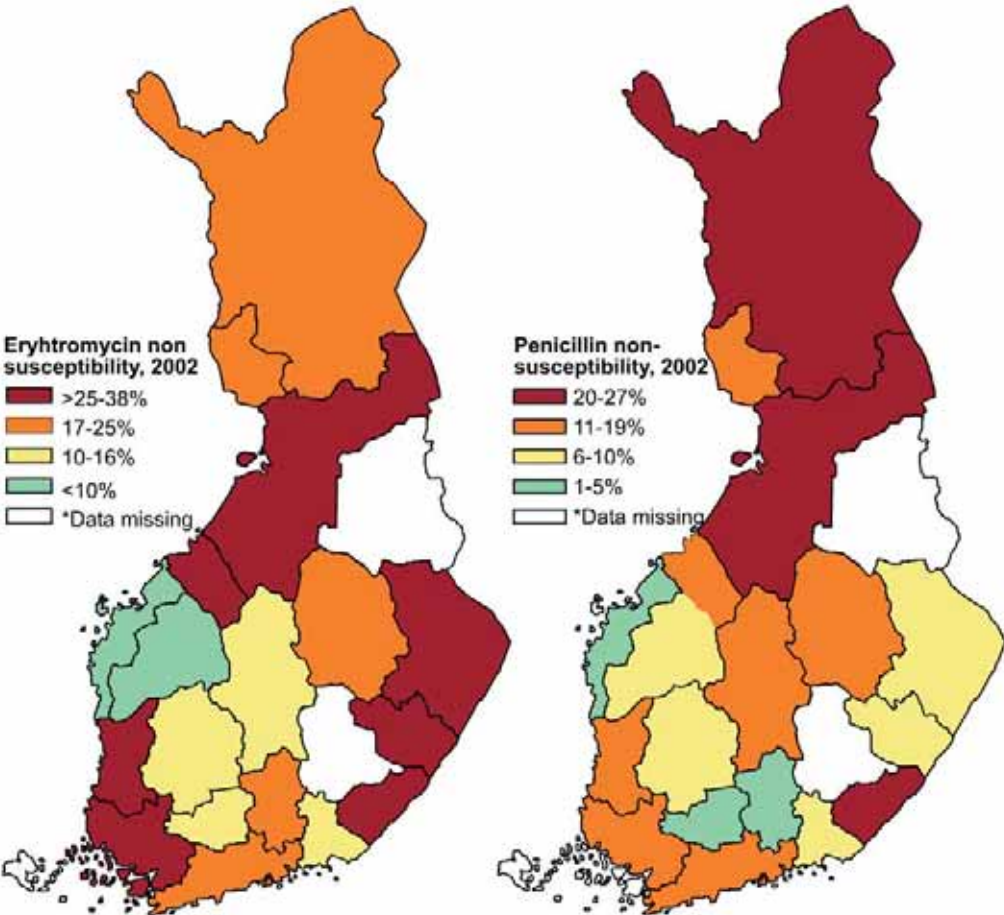 Eryhtromycin non
susceptibility, 2002
>25-38%
17-25%
10-16%
<10%
*Data missing
Penicillin non-
susceptibility, 2002
20-27%
11-19%
6-10%
1-5%
*Data missing